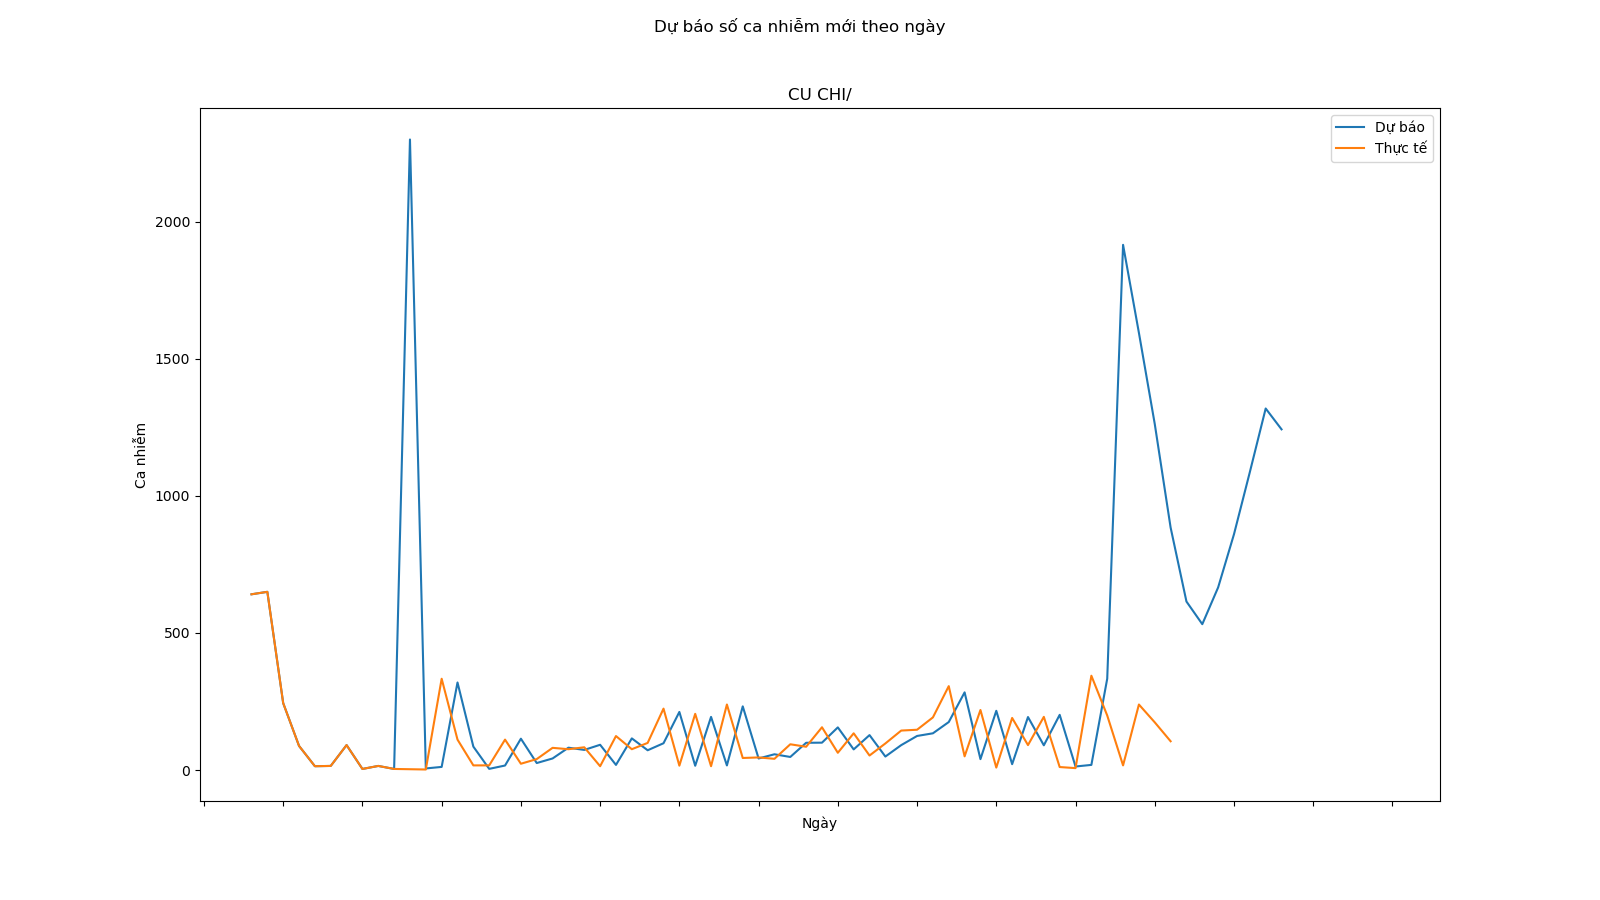 Dự báo số ca nhiễm mới theo ngày
CU CHI/
Dự báo
Thực tế
2000
1500
1000
500
0
Ca nhiễm
Ngày